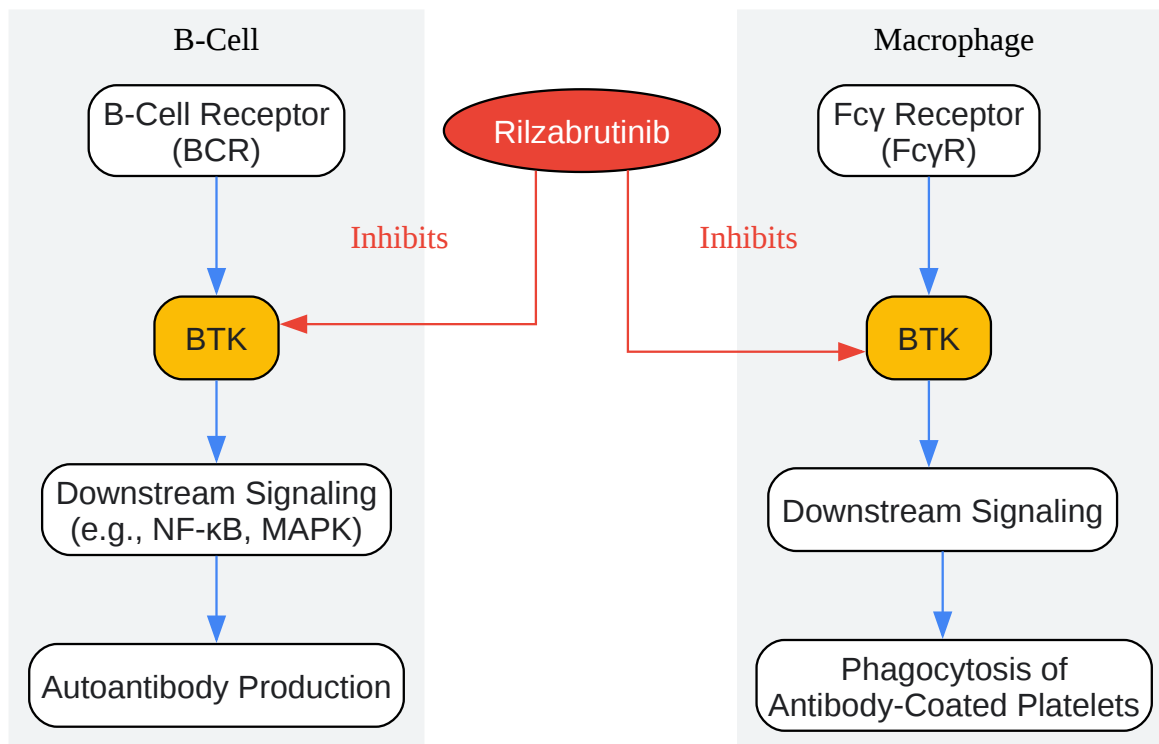 B-Cell
B-Cell Receptor
(BCR)
Inhibits
BTK
Downstream Signaling
(e.g., NF-κB, MAPK)
Autoantibody Production
Rilzabrutinib
Macrophage
Fcγ Receptor
(FcγR)
Inhibits
BTK
Downstream Signaling
Phagocytosis of
Antibody-Coated Platelets